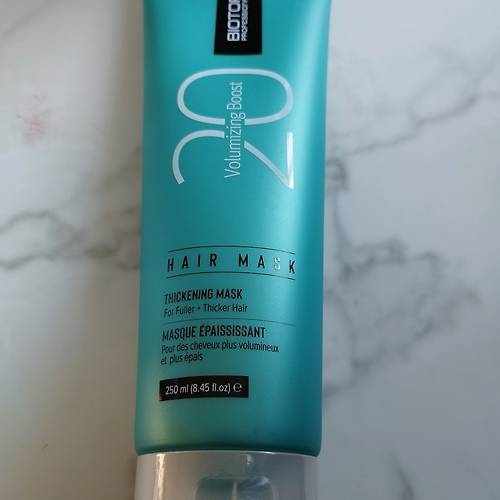 PROFESSIONAL
20
Volumizing Boost
HAIR MASK
THICKENING MASK
For Fuller + Thicker Hair
MASQUE ÉPAISSISSANT
Pour des cheveux plus volumineux
et plus épais
250 ml (8.45 fl.oz) ℮